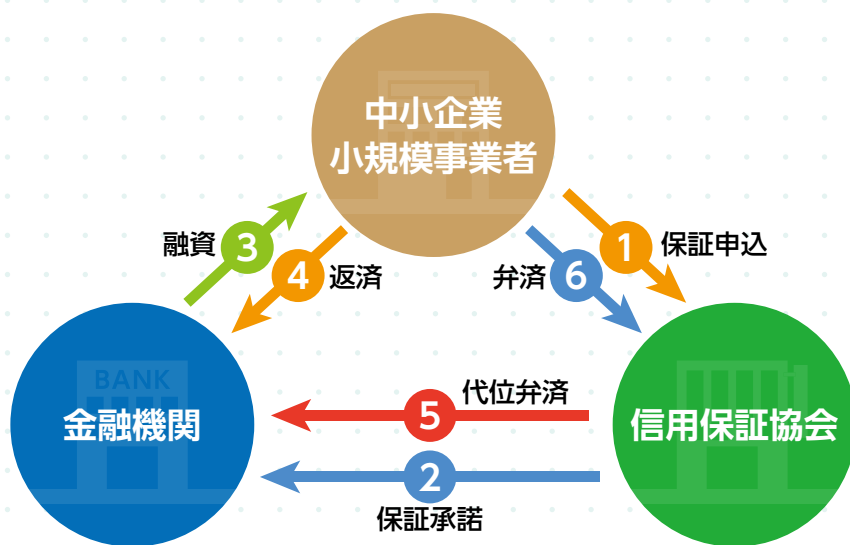 中小企業
小規模事業者
融資
3
4
返済
1
保証申込
弁済
6
BANK
金融機関
代位弁済
5
信用保証協会
2
保証承諾